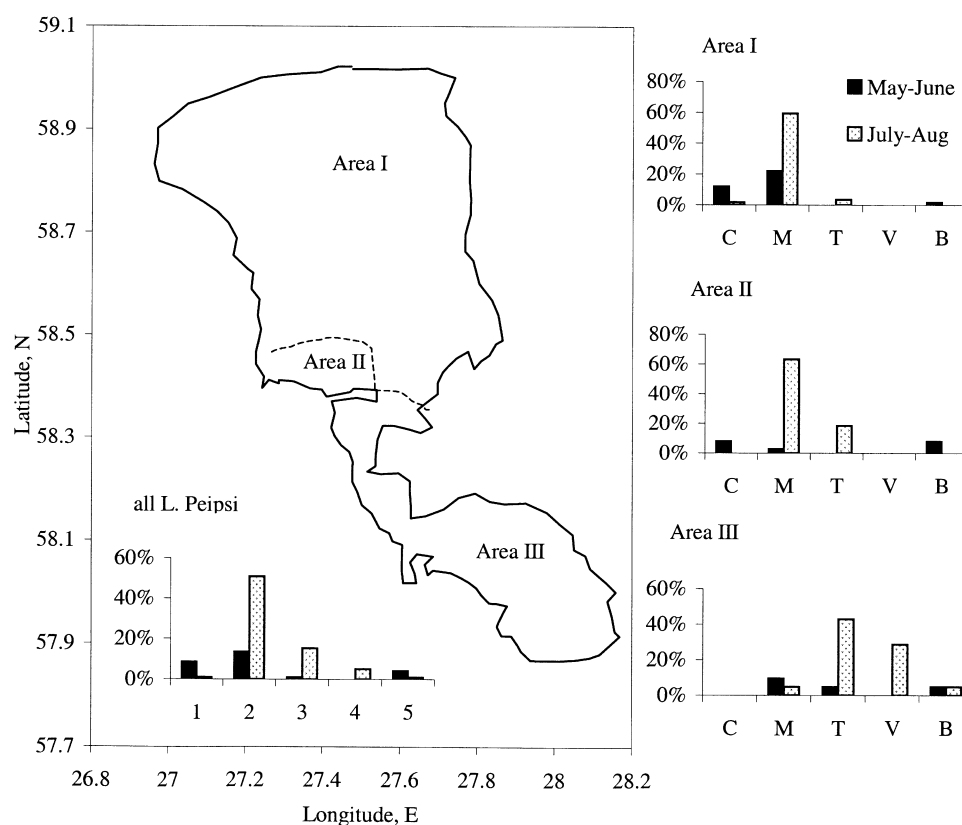 59.1
58.9
58.7
58.5
58.3
58.1
57.9
57.7
Latitude, N
26.8 27 27.2 27.4 27.6 27.8 28 28.2
Longitude, E
Area I
Area II
Area III
all L. Peipsi
60%
40%
20%
0%
1 2 3 4 5
Area I
80%
60%
40%
20%
0%
May-June
July-Aug
C M T V B
Area II
80%
60%
40%
20%
0%
C M T V B
Area III
60%
40%
20%
0%
C M T V B